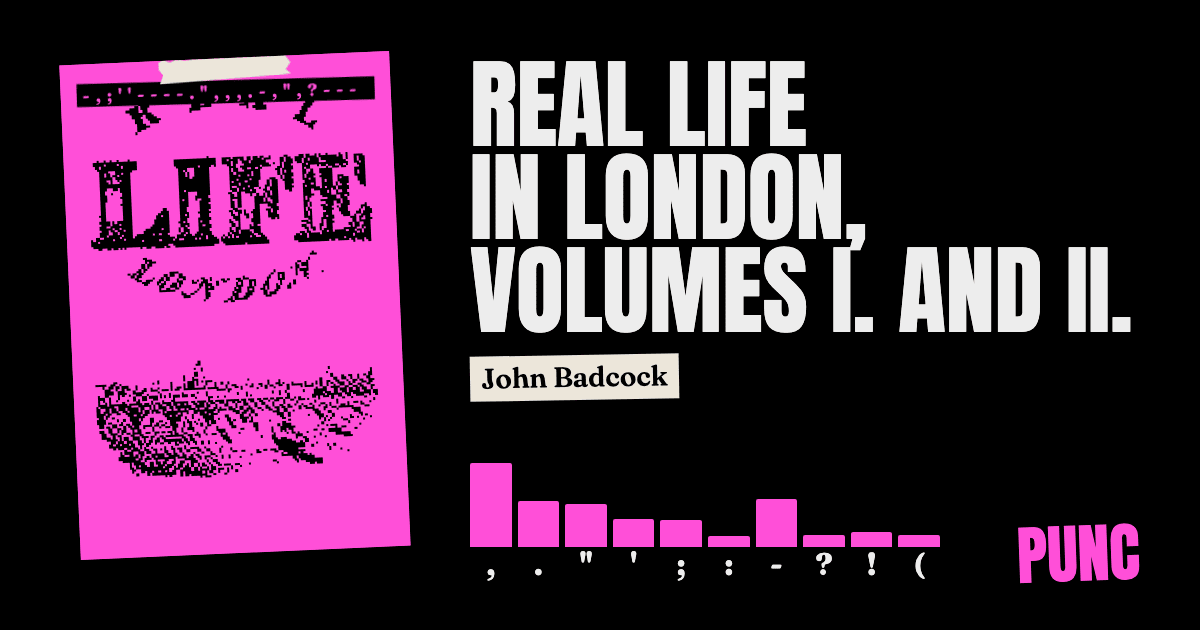 -,;''----.",,,.-,",?---
LIFE
LONDON.
REAL LIFE
IN LONDON,
VOLUMES I. AND II.
John Badcock
, . " ' ; : - ? ! (
PUNC